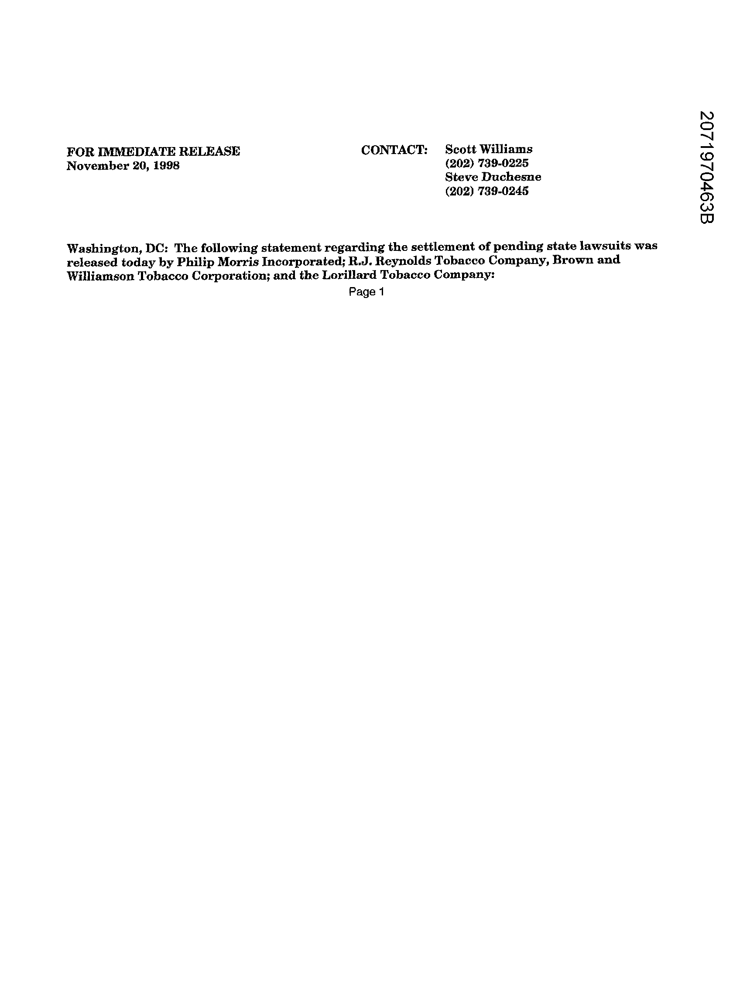 FOR IMMEDIATE RELEASE
November 20, 1998
CONTACT: Scott Williams
(202) 739-0225
Steve Duchesne
(202) 739-0245
Washington, DC: The following statement regarding the settlement of pending state lawsuits was
released today by Philip Morris Incorporated; R.J. Reynolds Tobacco Company, Brown and
Williamson Tobacco Corporation; and the Lorillard Tobacco Company:
Page 1
2071970463B